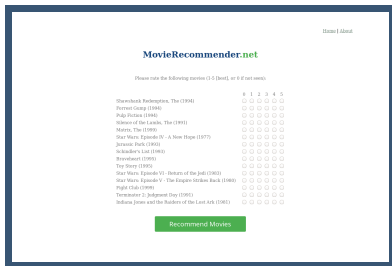 Home | About
MovieRecommender.net
Please rate the following movies (1-5 [best], or 0 if not seen):
0 1 2 3 4 5
Shawshank Redemption, The (1994)
Forrest Gump (1994)
Pulp Fiction (1994)
Silence of the Lambs, The (1991)
Matrix, The (1999)
Star Wars: Episode IV - A New Hope (1977)
Jurassic Park (1993)
Schindler's List (1993)
Braveheart (1995)
Toy Story (1995)
Star Wars: Episode VI - Return of the Jedi (1983)
Star Wars: Episode V - The Empire Strikes Back (1980)
Fight Club (1999)
Terminator 2: Judgment Day (1991)
Indiana Jones and the Raiders of the Lost Ark (1981)
Recommend Movies